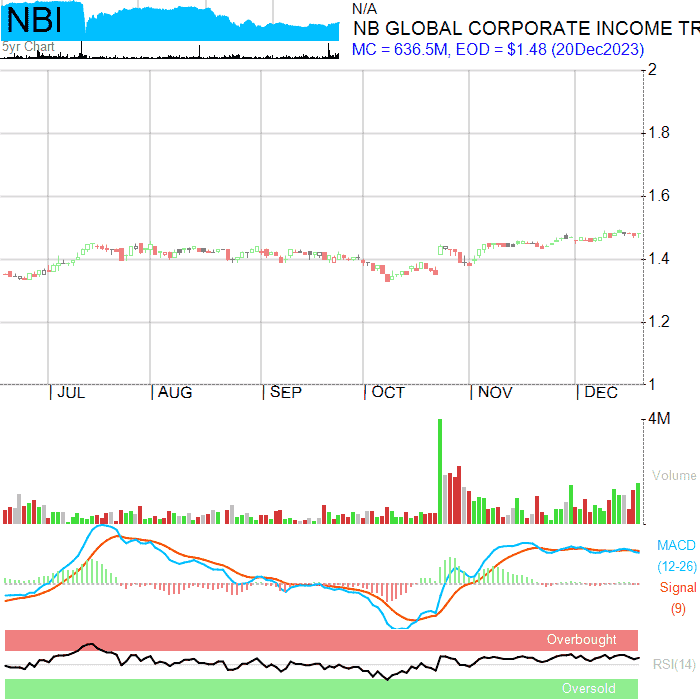 NBI
5yr Chart
N/A
NB GLOBAL CORPORATE INCOME TR
MC = 636.5M, EOD = $1.48 (20Dec2023)
2
1.8
1.6
1.4
1.2
1
JUL AUG SEP OCT NOV DEC
4M
Volume
MACD
(12-26)
Signal
(9)
Overbought
RSI(14)
Oversold